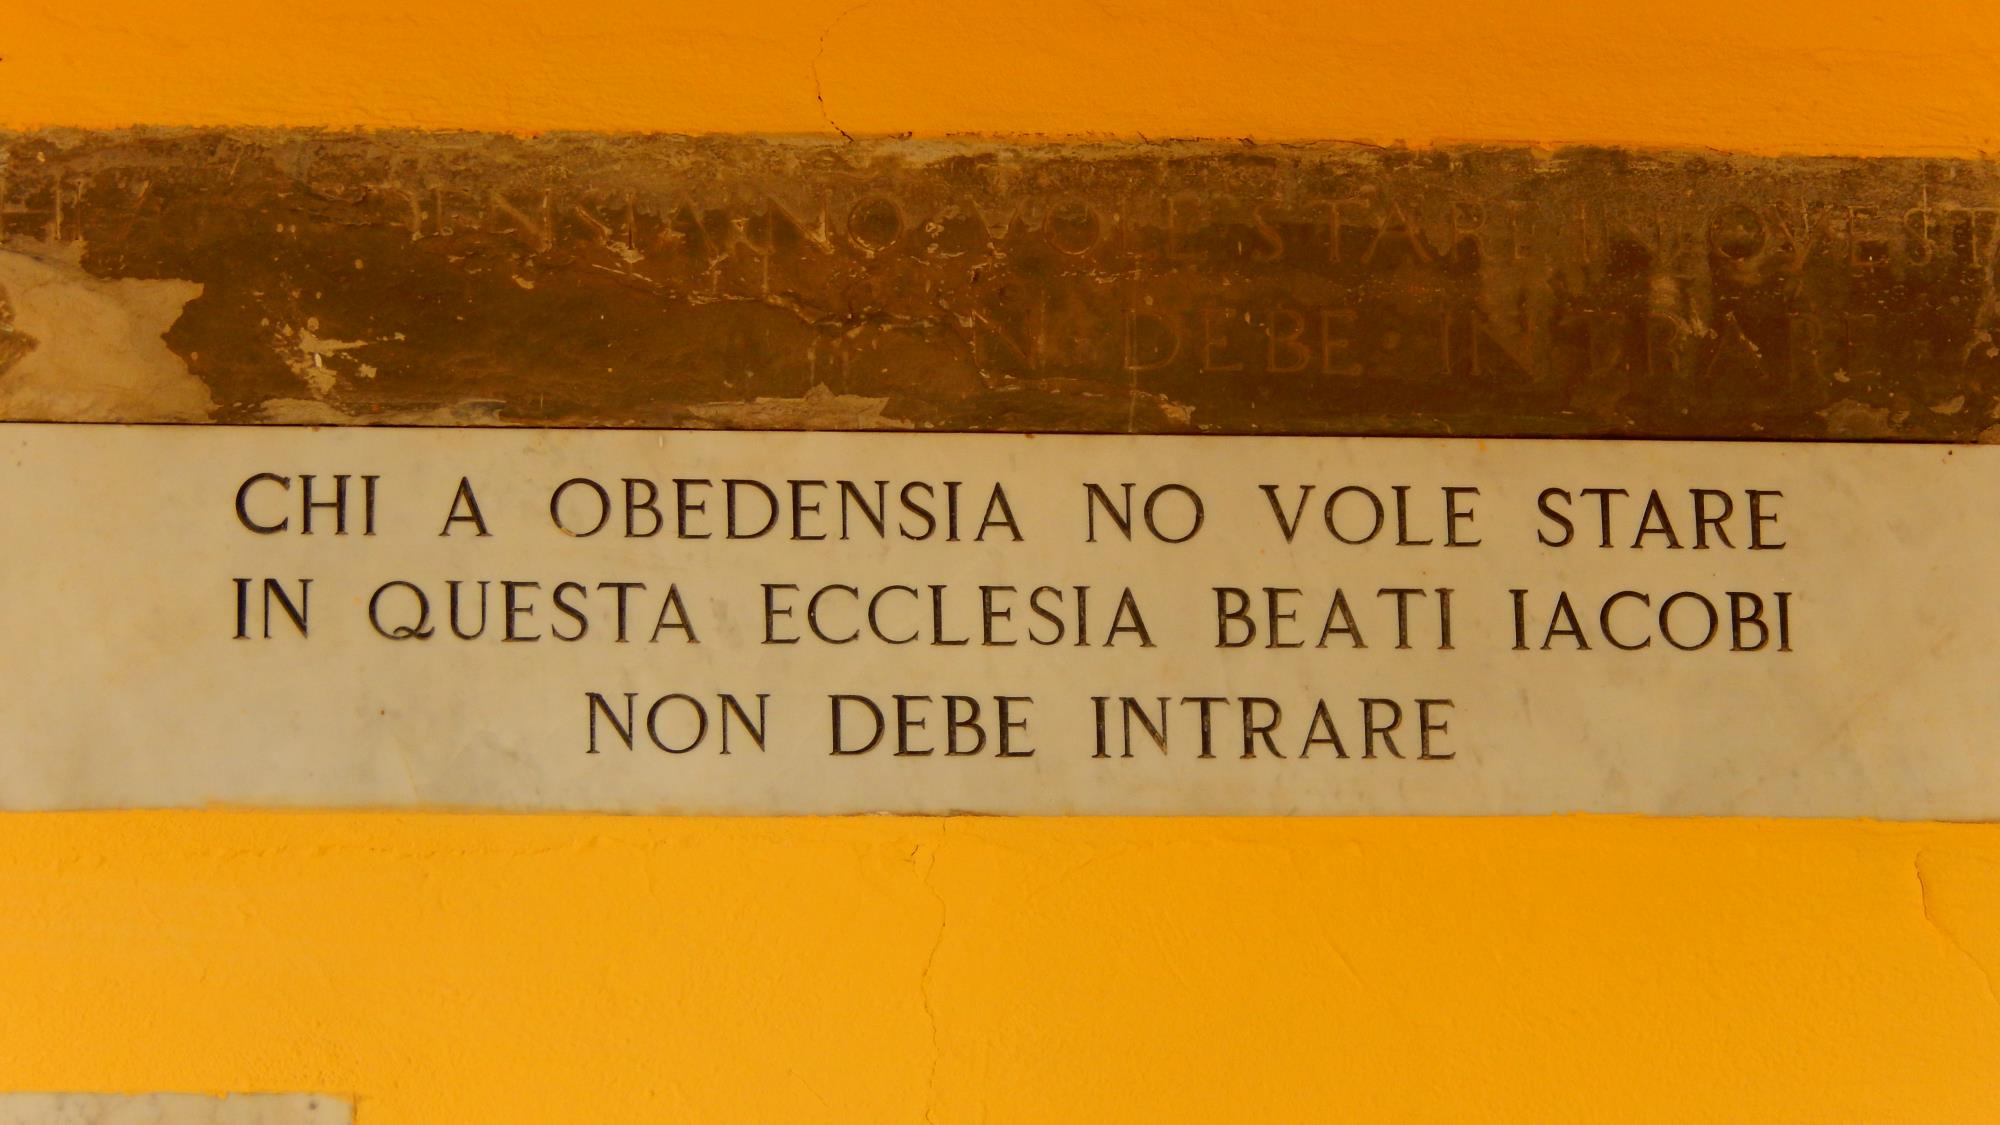 NO VOLE STARE IN QVEST
DEBE INTRARE
CHI A OBEDENSIA NO VOLE STARE
IN QUESTA ECCLESIA BEATI IACOBI
NON DEBE INTRARE